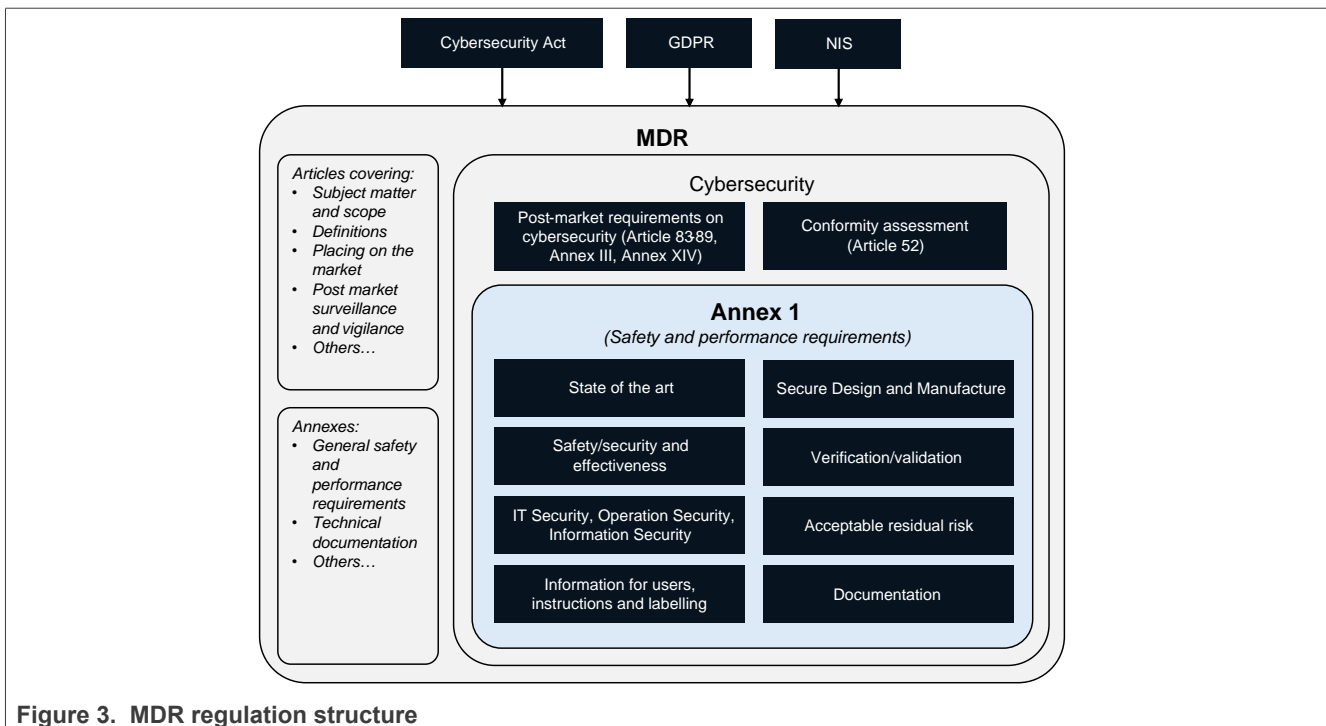 Cybersecurity Act
GDPR
NIS
MDR
Articles covering:
• Subject matter
and scope
• Definitions
• Placing on the
market
• Post market
surveillance
and vigilance
• Others…
Annexes:
• General safety
and
performance
requirements
• Technical
documentation
• Others…
Cybersecurity
Post-market requirements on
cybersecurity (Article 83-89,
Annex III, Annex XIV)
Conformity assessment
(Article 52)
Annex 1
(Safety and performance requirements)
State of the art
Secure Design and Manufacture
Safety/security and
effectiveness
Verification/validation
IT Security, Operation Security,
Information Security
Acceptable residual risk
Information for users,
instructions and labelling
Documentation
Figure 3. MDR regulation structure